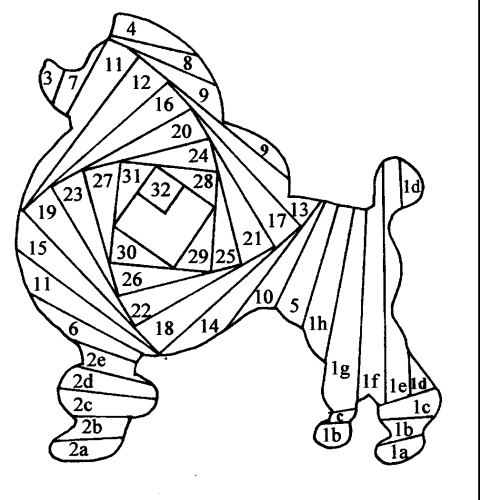 4
8
3 7 11 12 9
16
20
9
24
31 28
23 27 32
1d
19 13
17
15 21
30 29 25
11 26
10 5
22
6 18 14 1h
2e
1g
2d 1f 1e 1d
2c 1c
c
2b 1b 1b
2a 1a